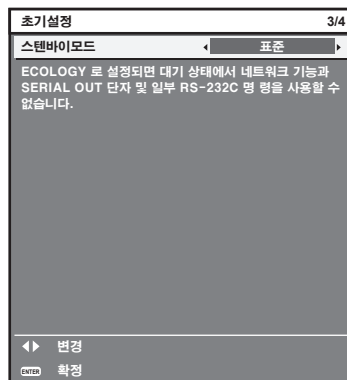 초기설정 3/4
스텐바이모드 표준
ECOLOGY 로 설정되면 대기 상태에서 네트워크 기능과
SERIAL OUT 단자 및 일부 RS-232C 명 령을 사용할 수
없습니다.
변경
ENTER 확정